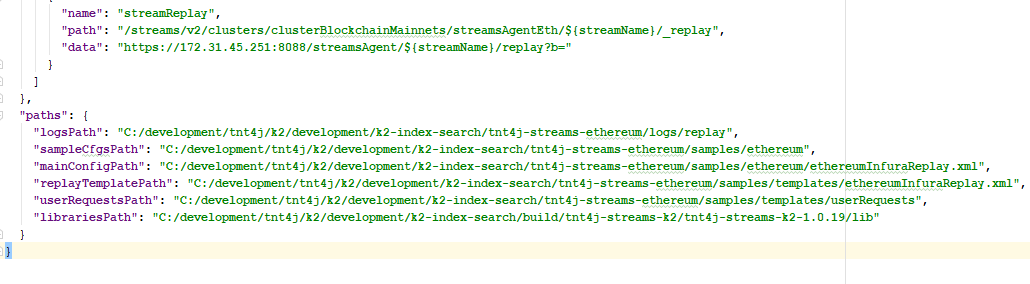 {
"name": "streamReplay",
"path": "/streams/v2/clusters/clusterBlockchainMainnets/streamsAgentEth/${streamName}/_replay",
"data": "https://172.31.45.251:8088/streamsAgent/${streamName}/replay?b="
}
]
},
"paths": {
"logsPath": "C:/development/tnt4j/k2/development/k2-index-search/tnt4j-streams-ethereum/logs/replay",
"sampleCfgsPath": "C:/development/tnt4j/k2/development/k2-index-search/tnt4j-streams-ethereum/samples/ethereum",
"mainConfigPath": "C:/development/tnt4j/k2/development/k2-index-search/tnt4j-streams-ethereum/samples/ethereum/ethereumInfuraReplay.xml",
"replayTemplatePath": "C:/development/tnt4j/k2/development/k2-index-search/tnt4j-streams-ethereum/samples/templates/ethereumInfuraReplay.xml",
"userRequestsPath": "C:/development/tnt4j/k2/development/k2-index-search/tnt4j-streams-ethereum/samples/templates/userRequests",
"librariesPath": "C:/development/tnt4j/k2/development/k2-index-search/build/tnt4j-streams-k2/tnt4j-streams-k2-1.0.19/lib"
}
}